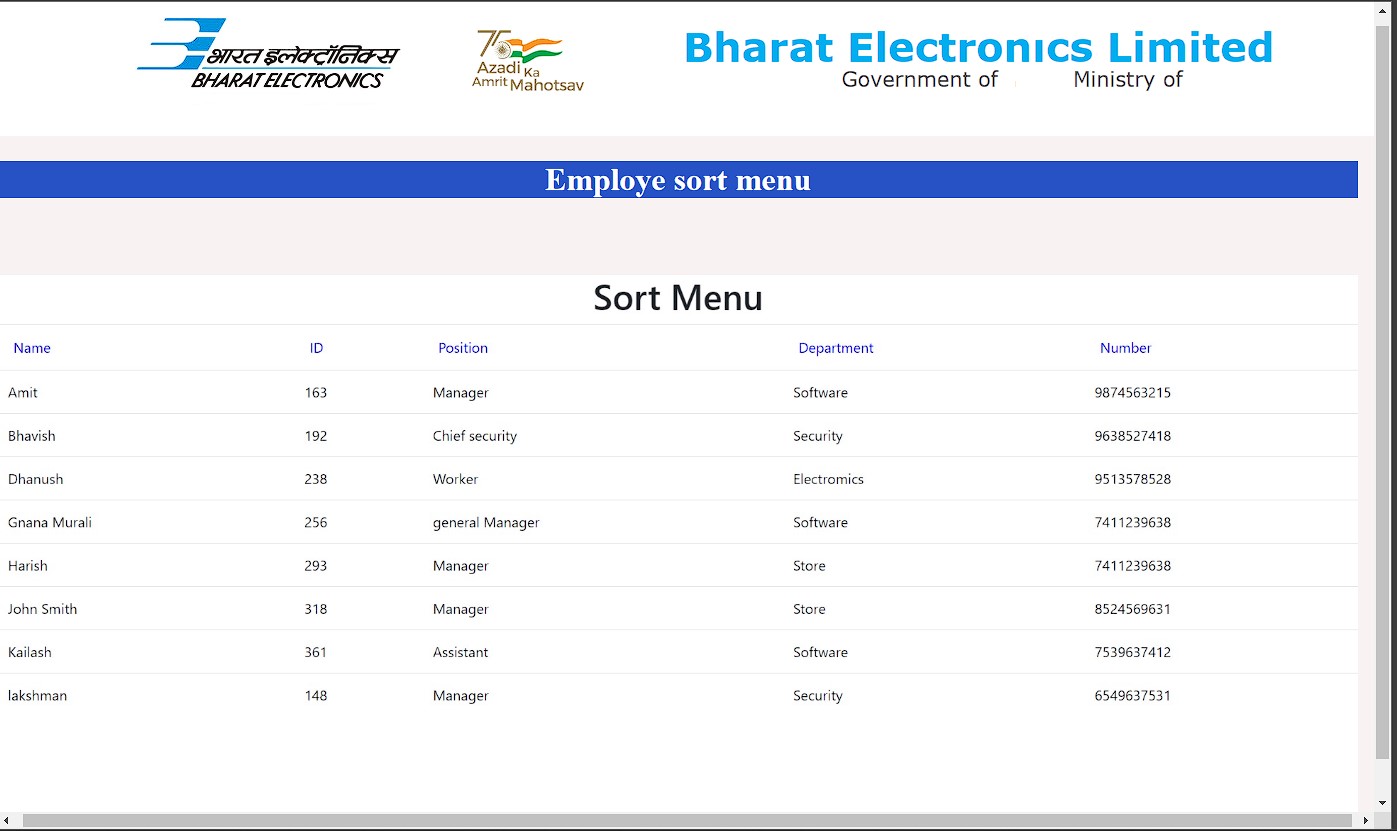 भारत इलेक्ट्रॉनिक्स
BHARAT ELECTRONICS
75
Azadi Ka
Amrit Mahotsav
Bharat Electronıcs Limited
Government of Ministry of
Employe sort menu
Sort Menu
Name ID Position Department Number
Amit 163 Manager Software 9874563215
Bhavish 192 Chief security Security 9638527418
Dhanush 238 Worker Electromics 9513578528
Gnana Murali 256 general Manager Software 7411239638
Harish 293 Manager Store 7411239638
John Smith 318 Manager Store 8524569631
Kailash 361 Assistant Software 7539637412
lakshman 148 Manager Security 6549637531